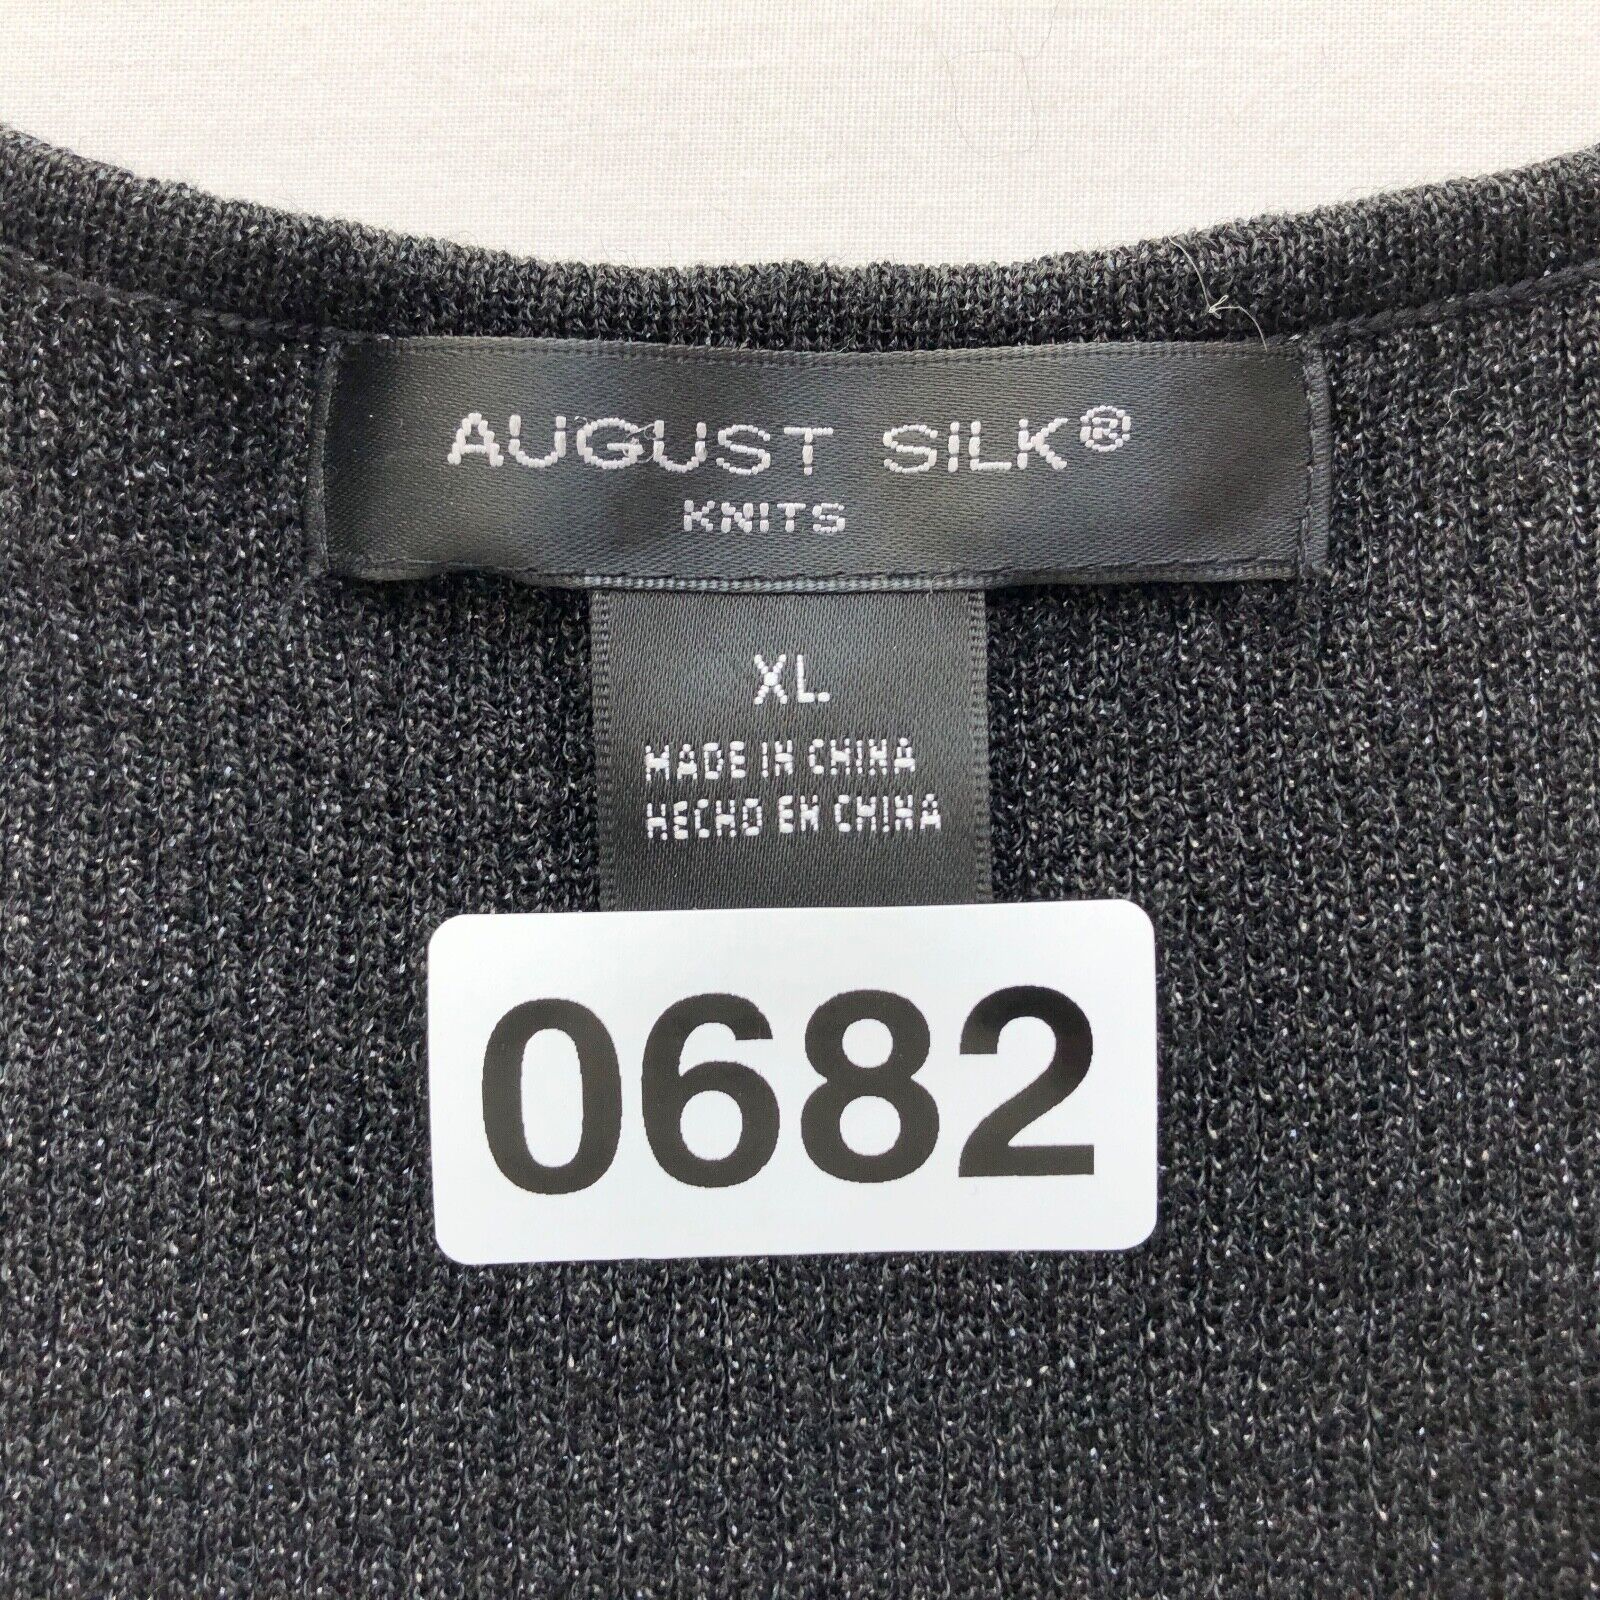 AUGUST SILK®
KNITS
XL
MADE IN CHINA
HECHO EN CHINA
0682